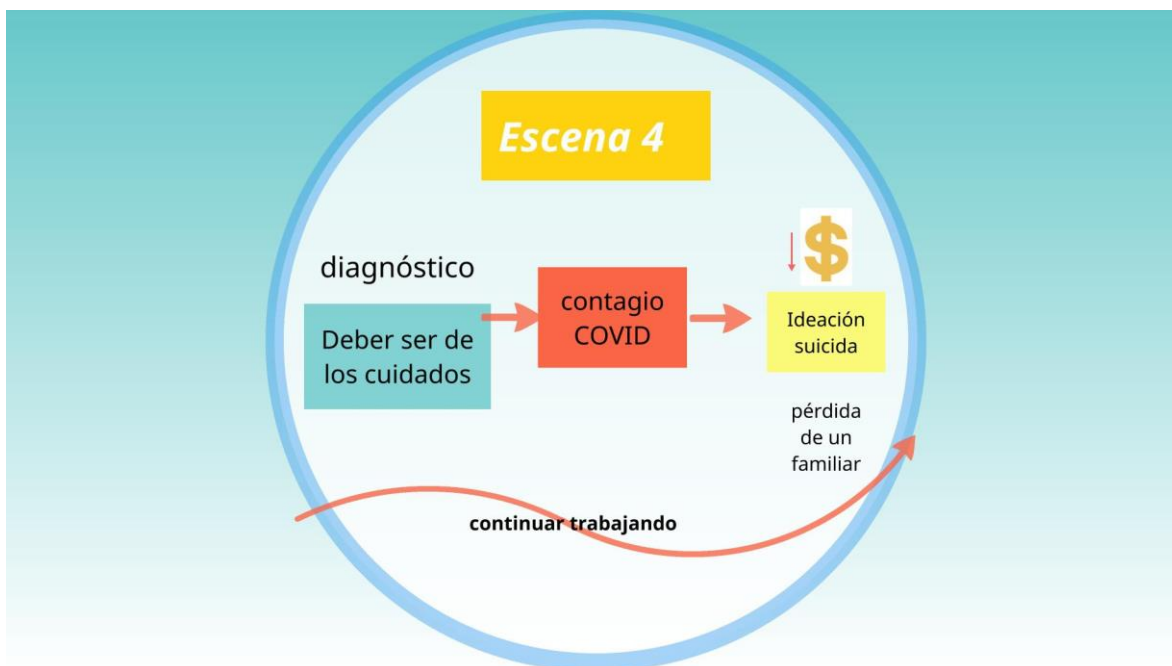 Escena 4
diagnóstico
Deber ser de
los cuidados
contagio
COVID
$
Ideación
suicida
pérdida
de un
familiar
continuar trabajando